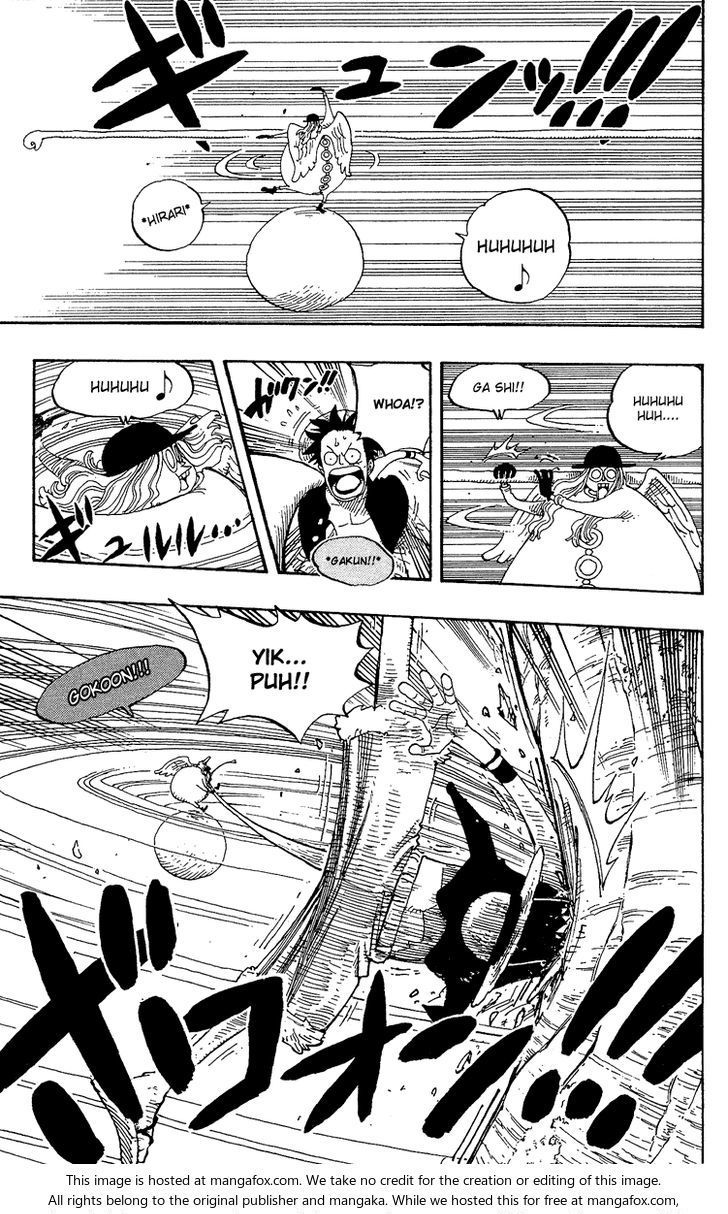 ギュンッ!!!
HUHUHUH
♪
*HIRARI*
HUHUHU
HUH....
GA SHI!!
WHOA!?
ガクン!!
*GAKUN!!*
HUHUHU ♪
ギュルルル...
YIK...
PUH!!
GOKOON!!!
ゴコオン!!!
This image is hosted at mangafox.com. We take no credit for the creation or editing of this image.
All rights belong to the original publisher and mangaka. While we hosted this for free at mangafox.com,